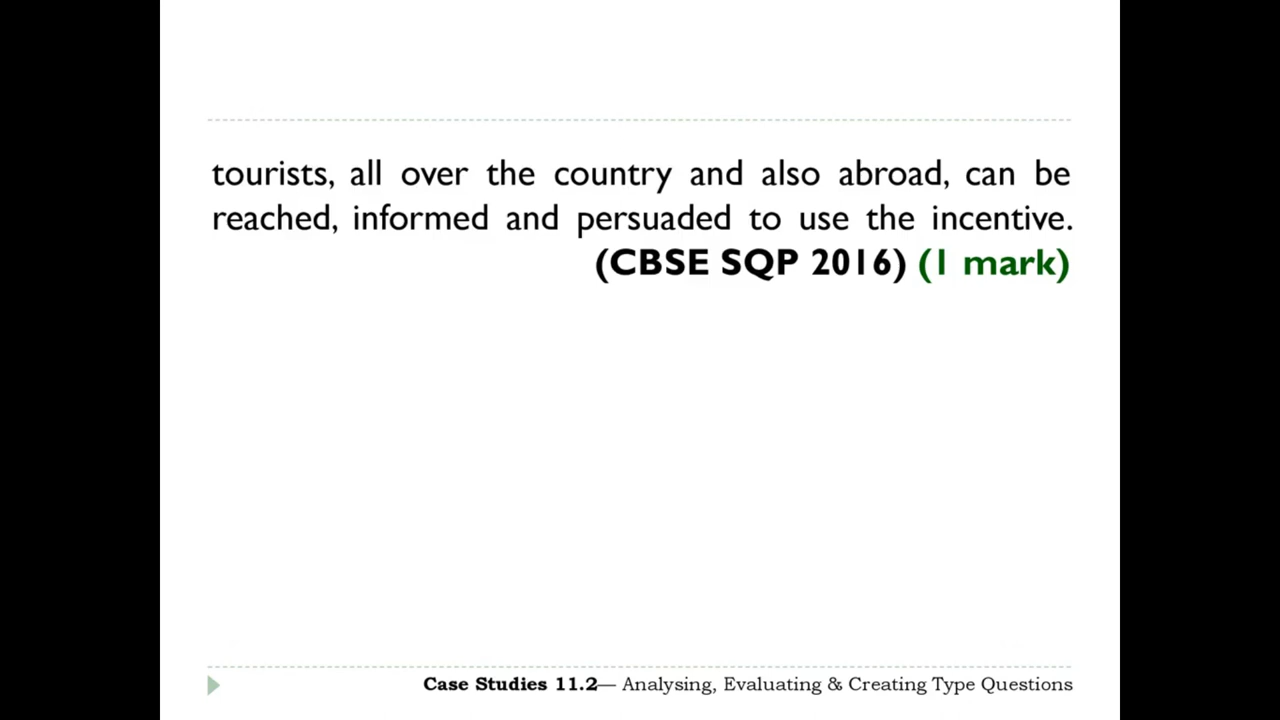 tourists, all over the country and also abroad, can be
reached, informed and persuaded to use the incentive.
(CBSE SQP 2016) (1 mark)
Case Studies 11.2— Analysing, Evaluating & Creating Type Questions